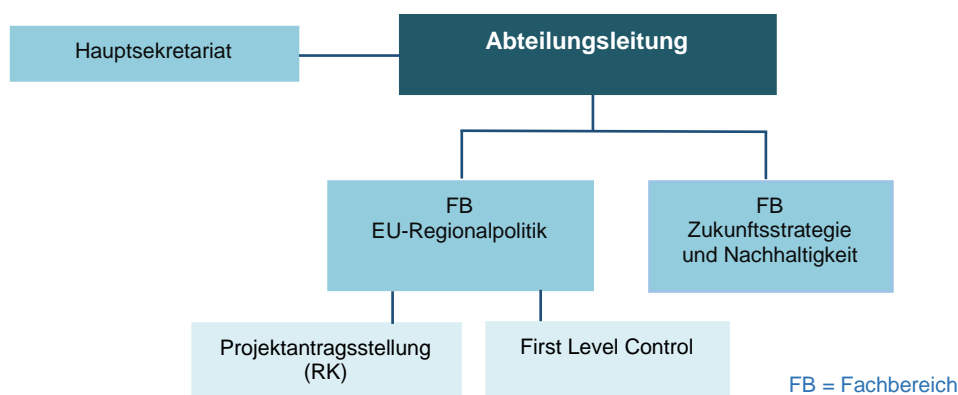 Hauptsekretariat
Abteilungsleitung
FB
EU-Regionalpolitik
FB
Zukunftsstrategie
und Nachhaltigkeit
Projektantragsstellung
(RK)
First Level Control
FB = Fachbereich